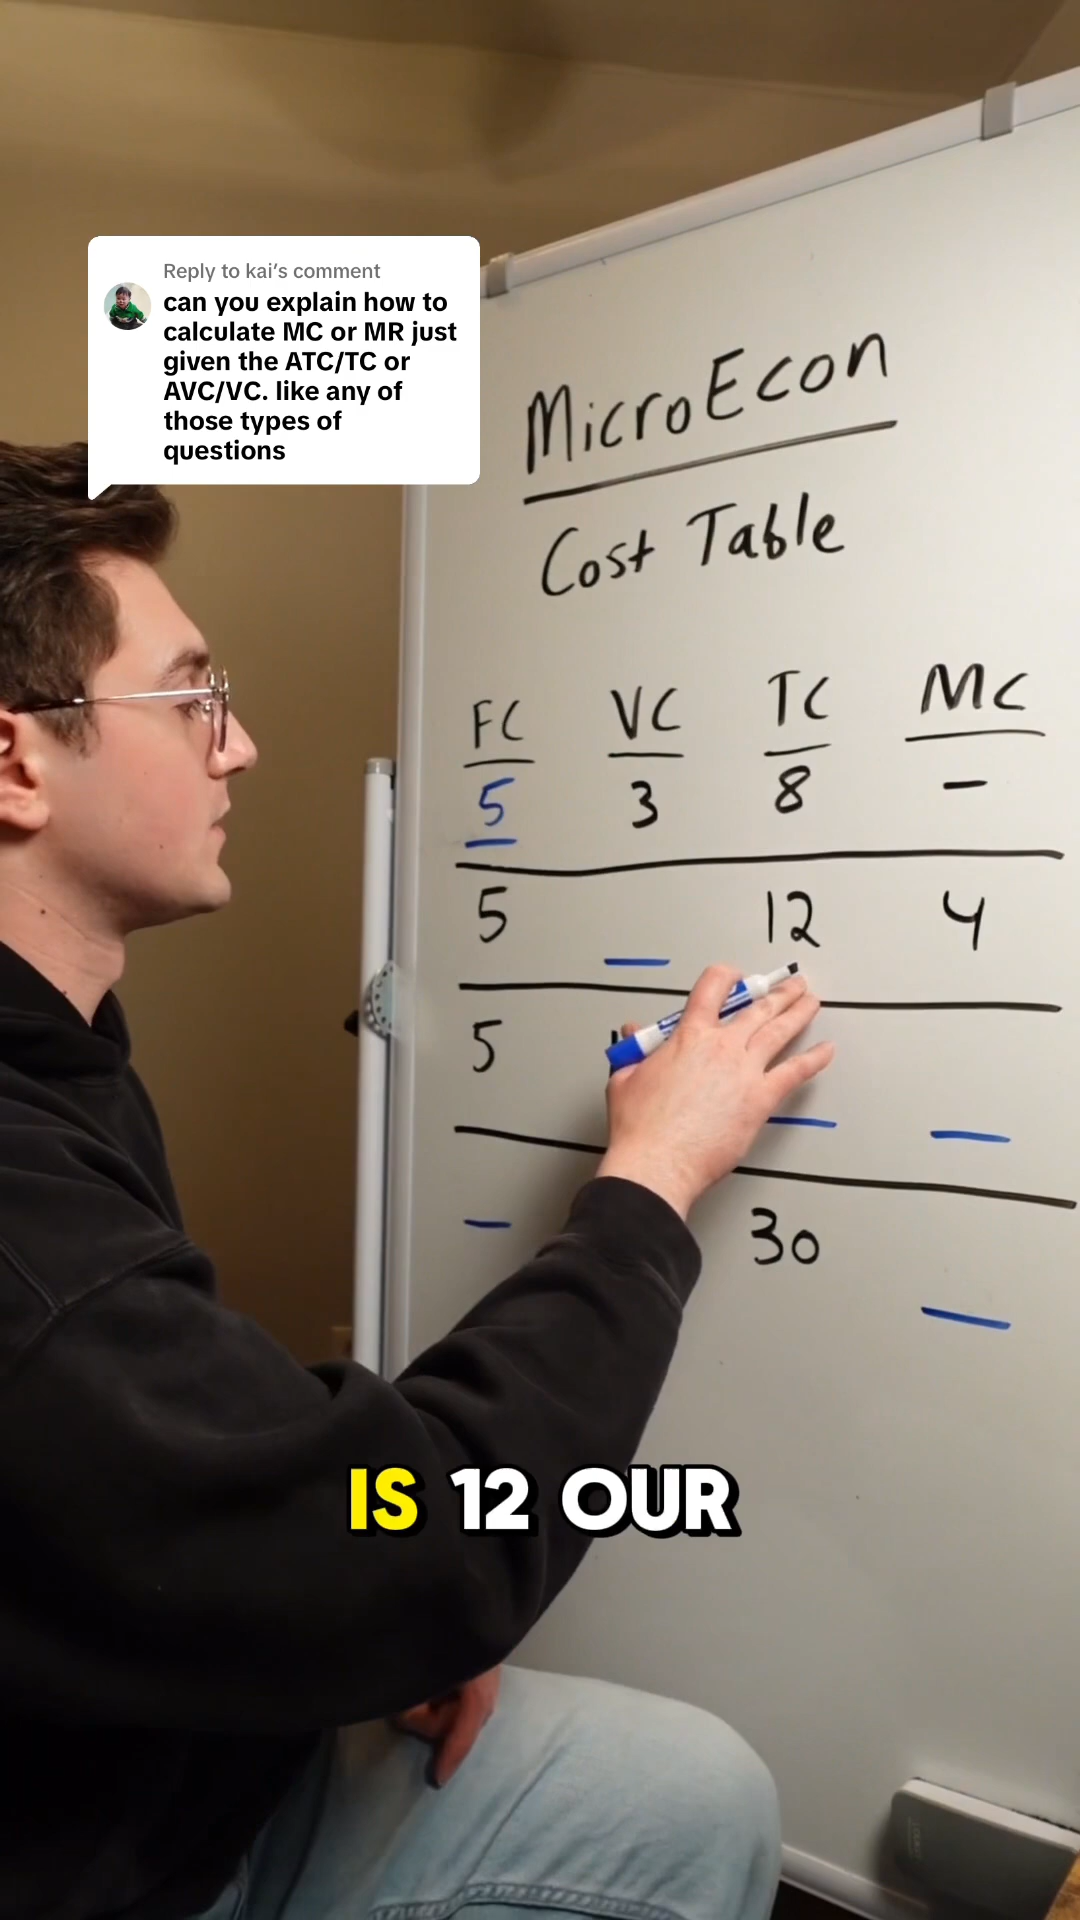 Reply to kai's comment
can you explain how to
calculate MC or MR just
given the ATC/TC or
AVC/VC. like any of
those types of
questions
MicroEcon
Cost Table
FC VC TC MC
5 3 8 –
5 12 4
5
30
IS 12 OUR